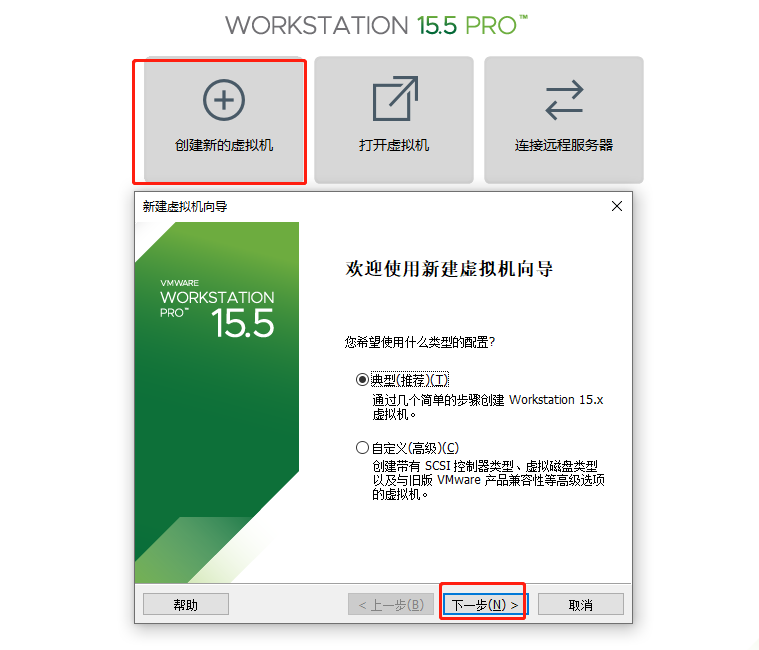 WORKSTATION 15.5 PRO™
创建新的虚拟机
打开虚拟机
连接远程服务器
新建虚拟机向导
VMWARE
WORKSTATION
PRO™ 15.5
欢迎使用新建虚拟机向导
您希望使用什么类型的配置?
典型(推荐)(T)
通过几个简单的步骤创建 Workstation 15.x
虚拟机。
自定义(高级)(C)
创建带有 SCSI 控制器类型、虚拟磁盘类型
以及与旧版 VMware 产品兼容性等高级选项
的虚拟机。
帮助
< 上一步(B)
下一步(N) >
取消